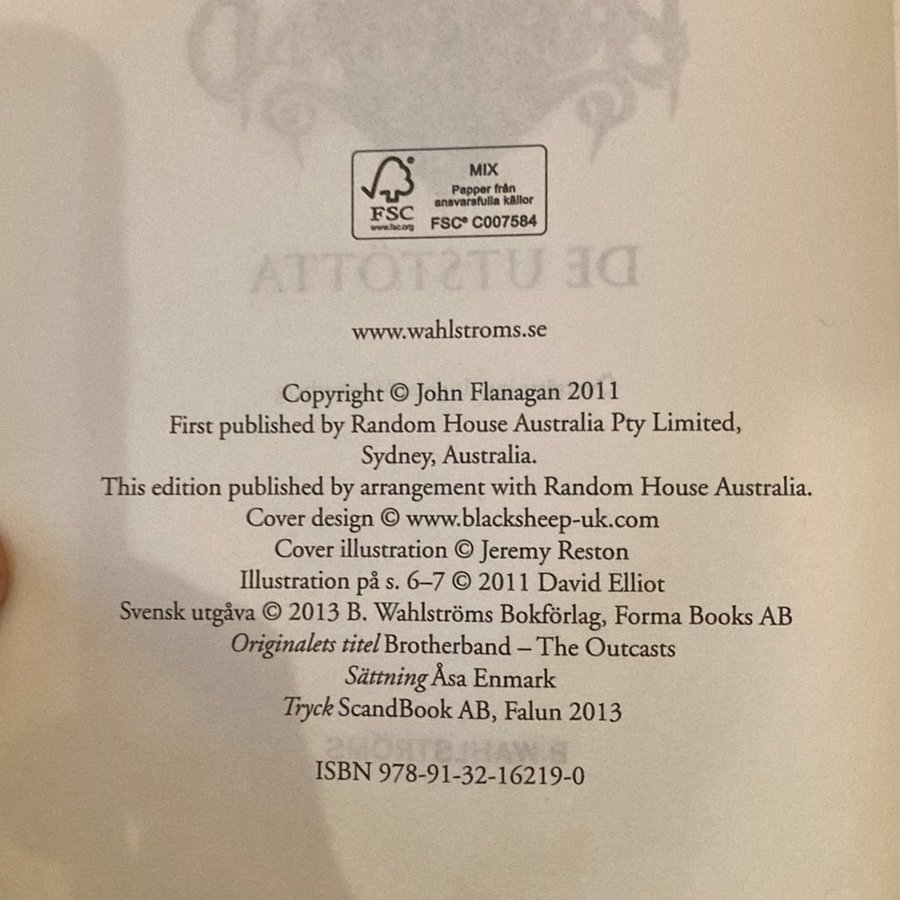 FSC
www.fsc.org
MIX
Papper från
ansvarsfulla källor
FSC® C007584
DE UTSTÖTTA
www.wahlstroms.se
Copyright © John Flanagan 2011
First published by Random House Australia Pty Limited,
Sydney, Australia.
This edition published by arrangement with Random House Australia.
Cover design © www.blacksheep-uk.com
Cover illustration © Jeremy Reston
Illustration på s. 6–7 © 2011 David Elliot
Svensk utgåva © 2013 B. Wahlströms Bokförlag, Forma Books AB
Originalets titel Brotherband – The Outcasts
Sättning Åsa Enmark
Tryck ScandBook AB, Falun 2013
B WAHLSTRÖMS
ISBN 978-91-32-16219-0